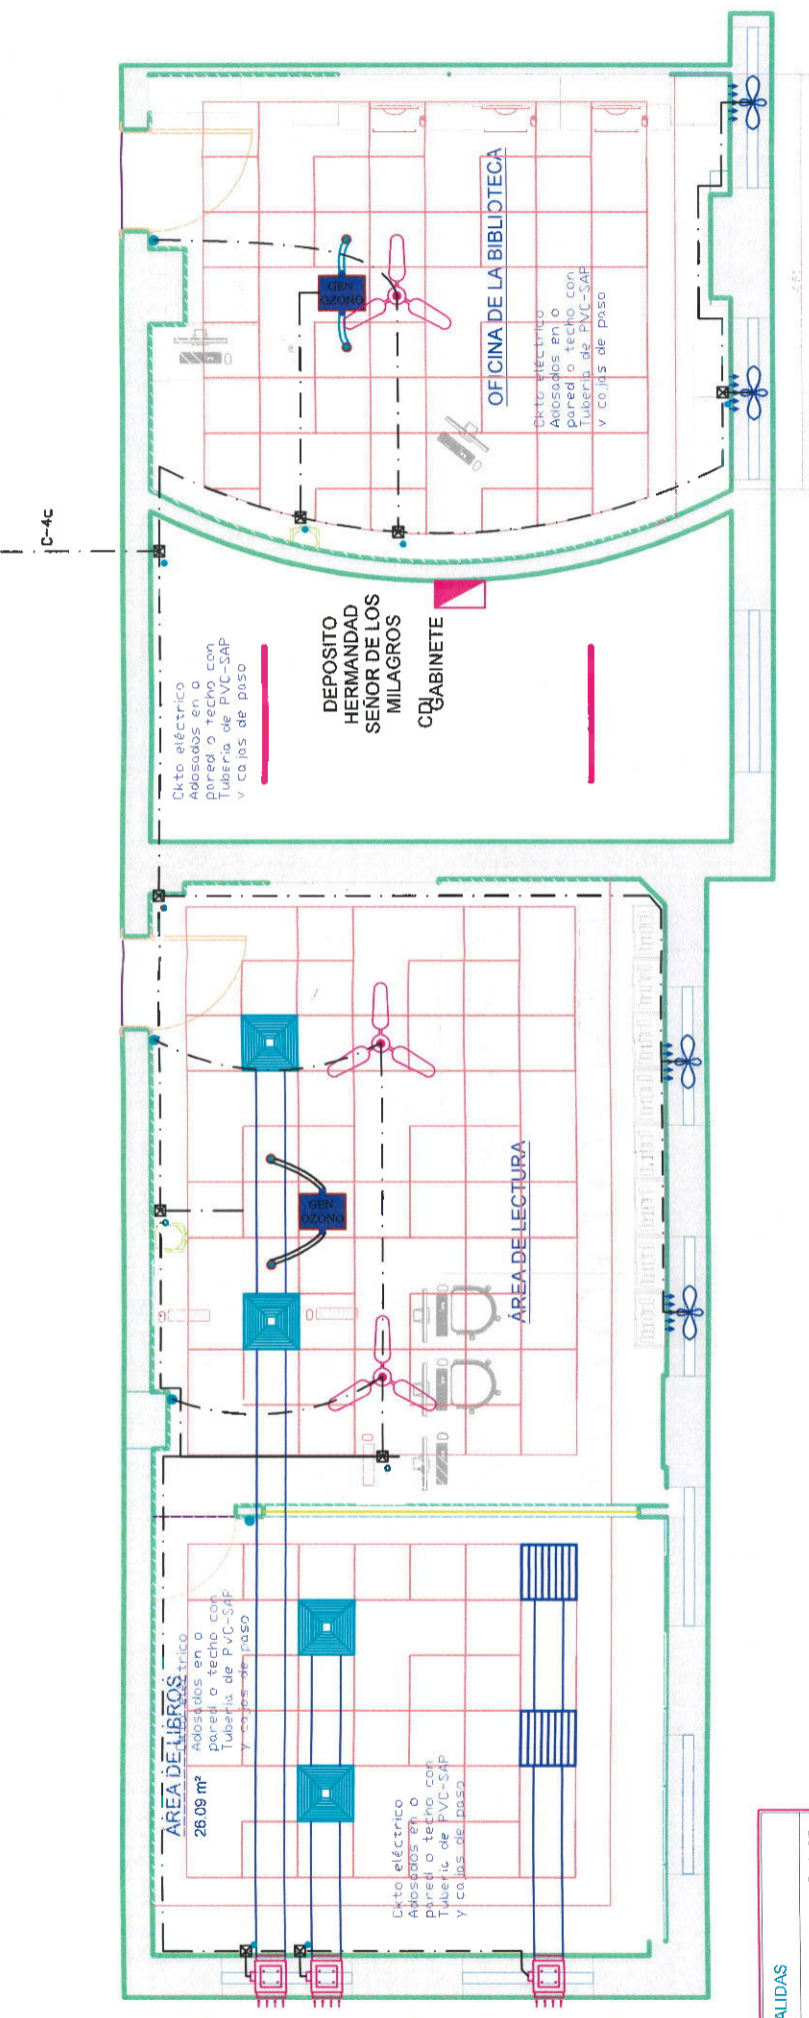 OFICINA DE LA BIBLIOTECA
GEN
OZONO
Ckto eléctrico
Adosados en o
pared o techo con
Tubería de PVC-SAP
y cajas de paso
C-4c
DEPOSITO
HERMANDAD
SEÑOR DE LOS
MILAGROS
GABINETE
Ckto eléctrico
Adosados en o
pared o techo con
Tubería de PVC-SAP
y cajas de paso
GEN
OZONO
ÁREA DE LECTURA
ÁREA DE LIBROS
26.09 m²
Ckto eléctrico
Adosados en o
pared o techo con
Tubería de PVC-SAP
y cajas de paso
Ckto eléctrico
Adosados en o
pared o techo con
Tubería de PVC-SAP
y cajas de paso
ALIDAS